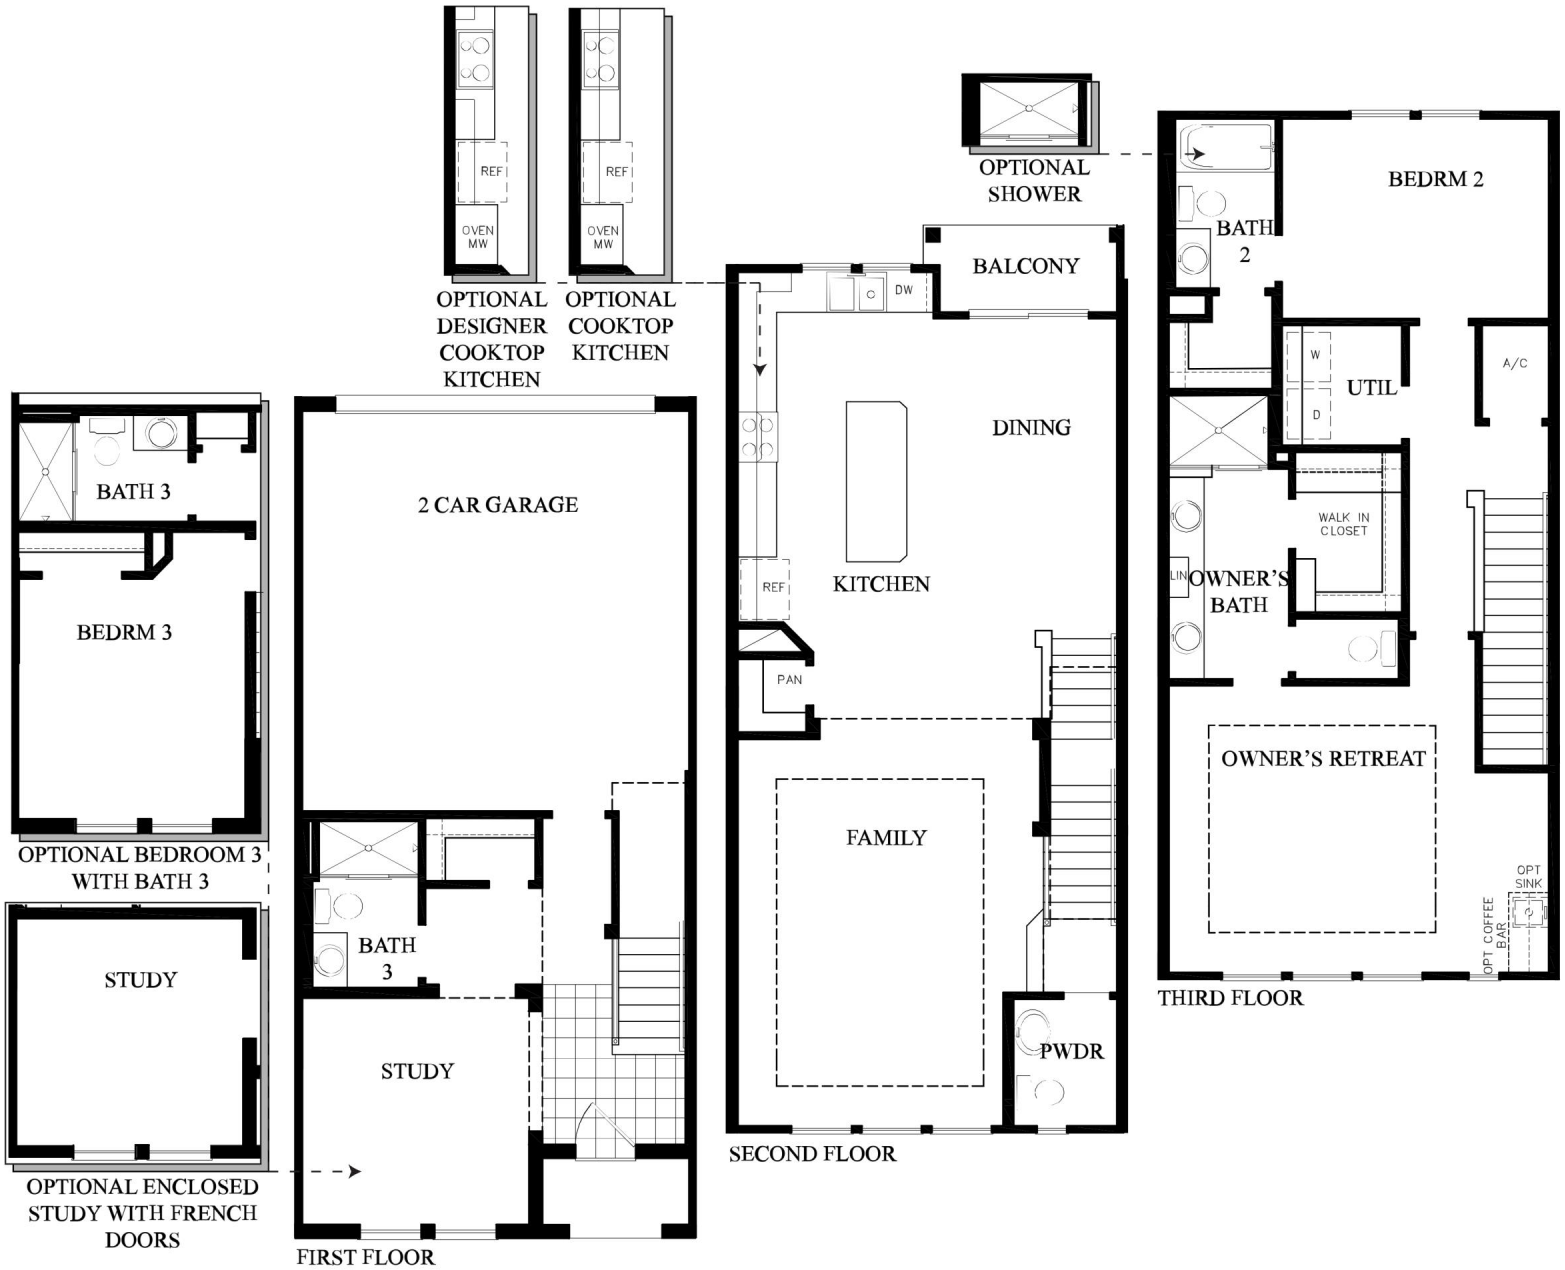 REF
OVEN
MW
OPTIONAL
DESIGNER
COOKTOP
KITCHEN
REF
OVEN
MW
OPTIONAL
COOKTOP
KITCHEN
OPTIONAL
SHOWER
BATH 3
BEDRM 3
OPTIONAL BEDROOM 3
WITH BATH 3
STUDY
OPTIONAL ENCLOSED
STUDY WITH FRENCH
DOORS
2 CAR GARAGE
BATH
3
STUDY
FIRST FLOOR
BALCONY
DW
DINING
KITCHEN
REF
PAN
FAMILY
PWDR
SECOND FLOOR
BEDRM 2
BATH
2
W
D
UTIL
A/C
WALK IN
CLOSET
LIN
OWNER'S
BATH
OWNER'S RETREAT
OPT
SINK
OPT COFFEE
BAR
THIRD FLOOR